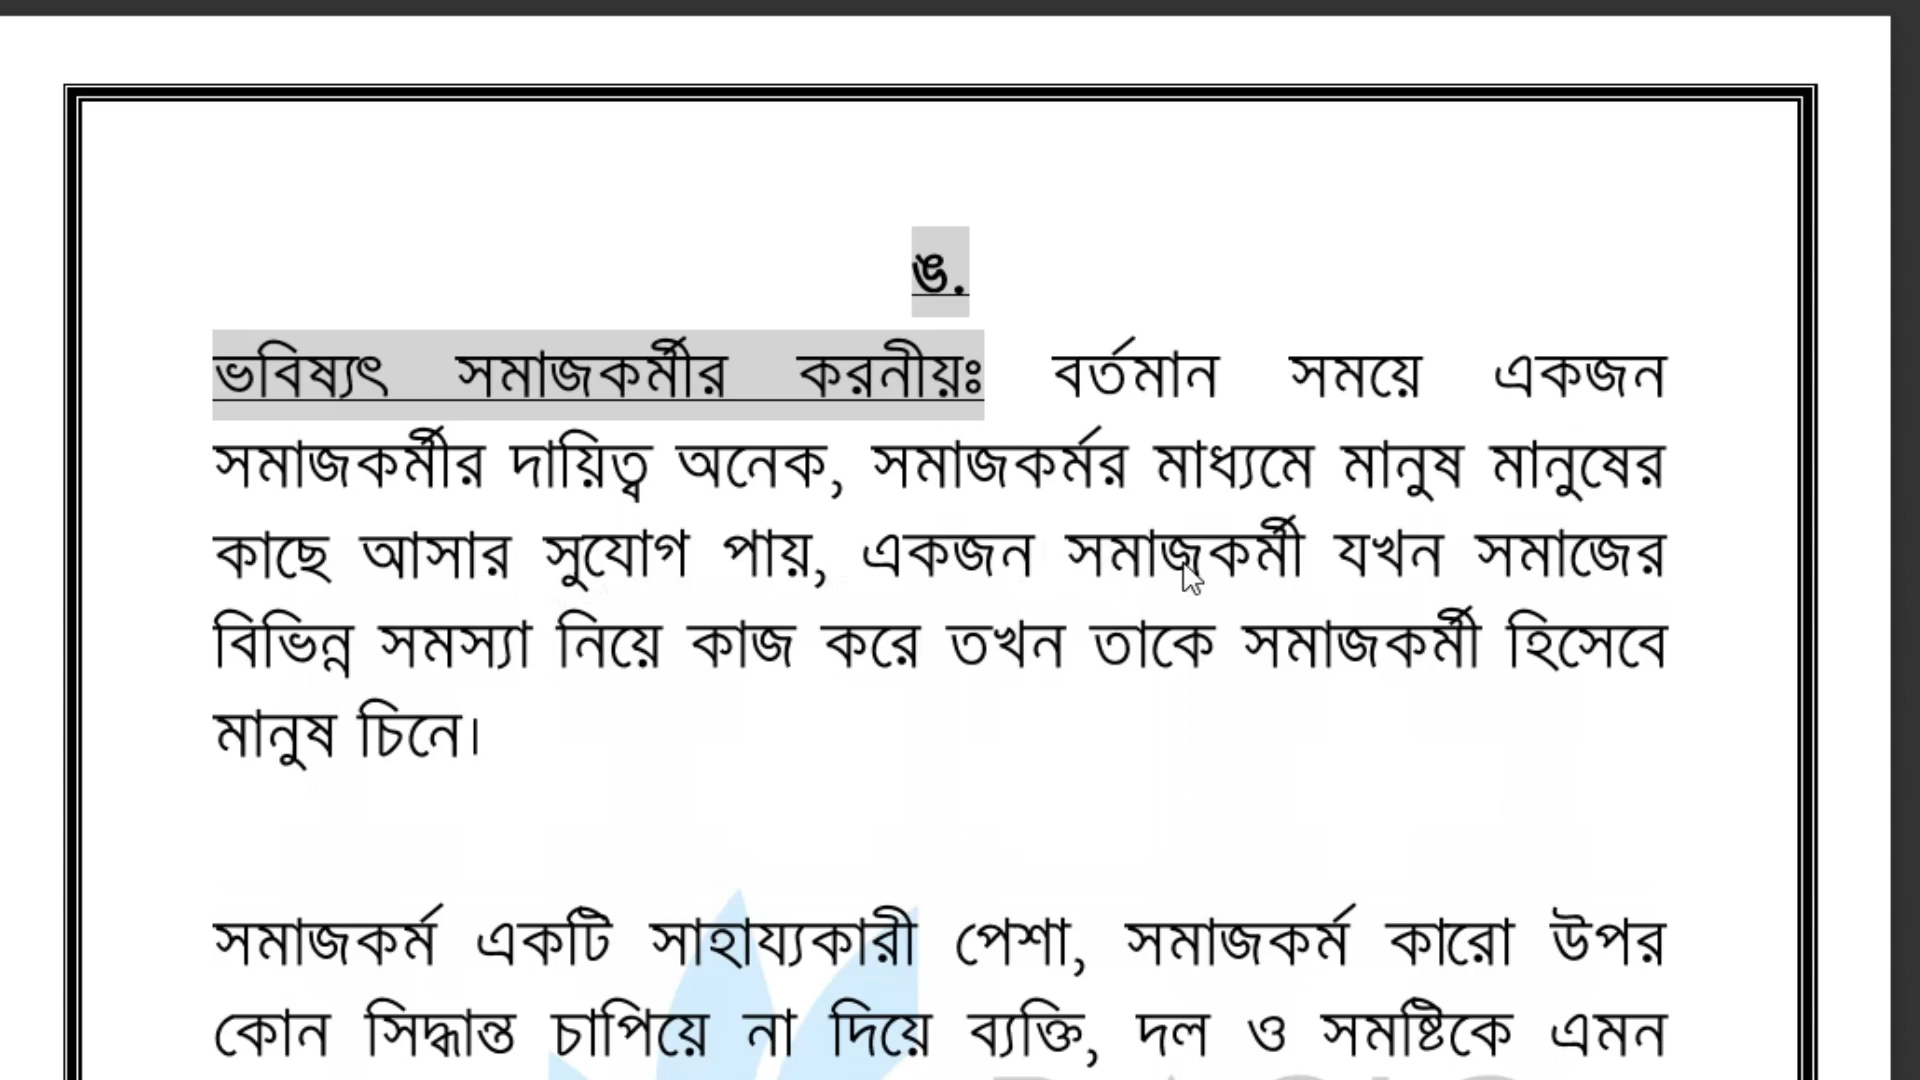 ঙ.
ভবিষ্যৎ সমাজকর্মীর করনীয়ঃ বর্তমান সময়ে একজন
সমাজকর্মীর দায়িত্ব অনেক, সমাজকর্মর মাধ্যমে মানুষ মানুষের
কাছে আসার সুযোগ পায়, একজন সমাজকর্মী যখন সমাজের
বিভিন্ন সমস্যা নিয়ে কাজ করে তখন তাকে সমাজকর্মী হিসেবে
মানুষ চিনে।
সমাজকর্ম একটি সাহায্যকারী পেশা, সমাজকর্ম কারো উপর
কোন সিদ্ধান্ত চাপিয়ে না দিয়ে ব্যক্তি, দল ও সমষ্টিকে এমন